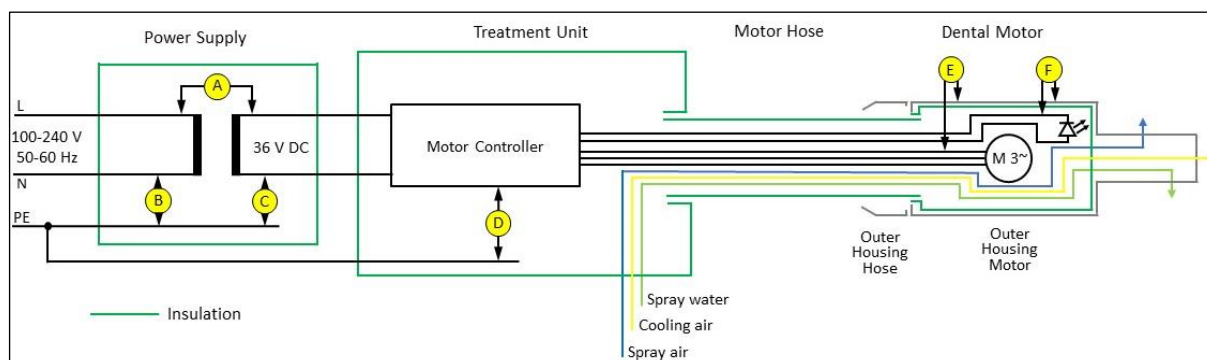 Power Supply
Treatment Unit
Motor Hose
Dental Motor
A
E
F
L
100-240 V
50-60 Hz
36 V DC
Motor Controller
M 3~
N
B
C
D
PE
Outer
Housing
Hose
Outer
Housing
Motor
Spray water
Insulation
Cooling air
Spray air